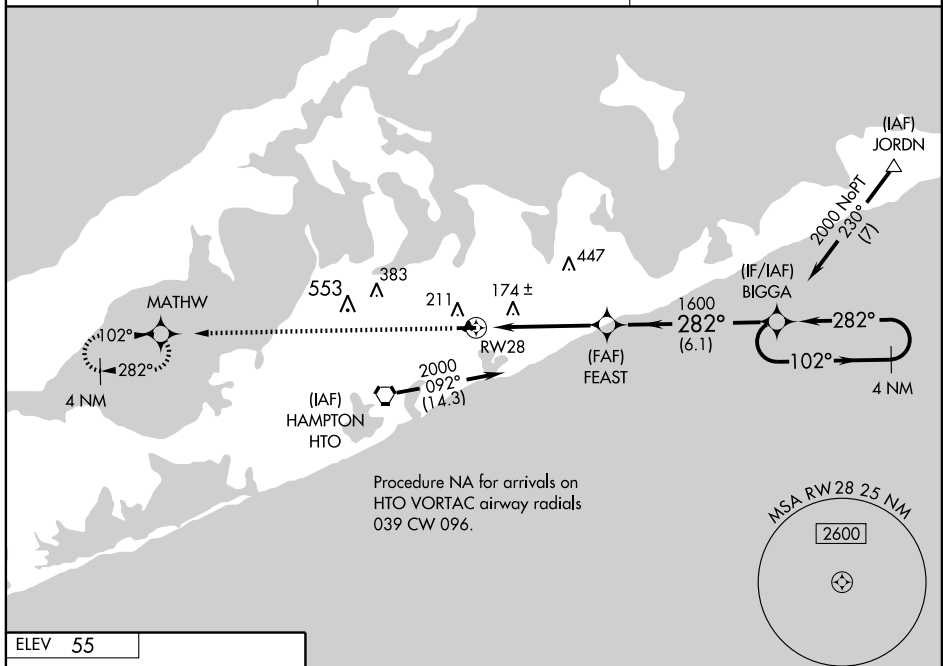 (IAF)
JORDN
2000 NoPT
230°
(7)
447
(IF/IAF)
BIGGA
383
553
MATHW
211
174 ±
1600
282°
(6.1)
282°
102°
102°
282°
RW28
(FAF)
FEAST
4 NM
4 NM
2000
092°
(14.3)
(IAF)
HAMPTON
HTO
Procedure NA for arrivals on
HTO VORTAC airway radials
039 CW 096.
MSA RW 28 25 NM
2600
ELEV 55